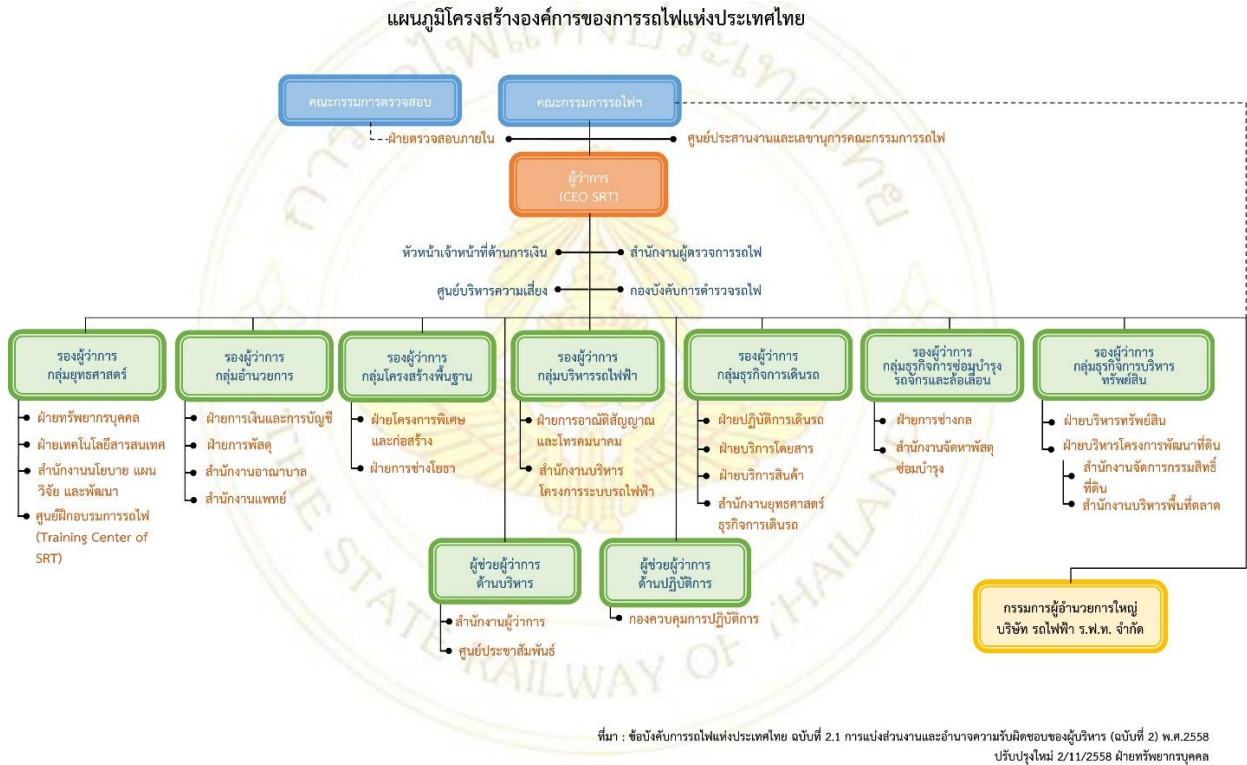 แผนภูมิโครงสร้างองค์การของการรถไฟแห่งประเทศไทย
การรถไฟแห่งประเทศไทย
THE STATE RAILWAY OF THAILAND
คณะกรรมการตรวจสอบ
คณะกรรมการรถไฟฯ
ฝ่ายตรวจสอบภายใน
ศูนย์ประสานงานและเลขานุการคณะกรรมการรถไฟ
ผู้ว่าการ
(CEO SRT)
หัวหน้าเจ้าหน้าที่ด้านการเงิน
สำนักงานผู้ตรวจการรถไฟ
ศูนย์บริหารความเสี่ยง
กองบังคับการตำรวจรถไฟ
รองผู้ว่าการ
กลุ่มยุทธศาสตร์
ฝ่ายทรัพยากรบุคคล
ฝ่ายเทคโนโลยีสารสนเทศ
สำนักงานนโยบาย แผน
วิจัย และพัฒนา
ศูนย์ฝึกอบรมการรถไฟ
(Training Center of
SRT)
รองผู้ว่าการ
กลุ่มอำนวยการ
ฝ่ายการเงินและการบัญชี
ฝ่ายการพัสดุ
สำนักงานอาณาบาล
สำนักงานแพทย์
รองผู้ว่าการ
กลุ่มโครงสร้างพื้นฐาน
ฝ่ายโครงการพิเศษ
และก่อสร้าง
ฝ่ายการช่างโยธา
รองผู้ว่าการ
กลุ่มบริหารรถไฟฟ้า
ฝ่ายการอาณัติสัญญาณ
และโทรคมนาคม
สำนักงานบริหาร
โครงการระบบรถไฟฟ้า
รองผู้ว่าการ
กลุ่มธุรกิจการเดินรถ
ฝ่ายปฏิบัติการเดินรถ
ฝ่ายบริการโดยสาร
ฝ่ายบริการสินค้า
สำนักงานยุทธศาสตร์
ธุรกิจการเดินรถ
รองผู้ว่าการ
กลุ่มธุรกิจการซ่อมบำรุง
รถจักรและล้อเลื่อน
ฝ่ายการช่างกล
สำนักงานจัดหาพัสดุ
ซ่อมบำรุง
รองผู้ว่าการ
กลุ่มธุรกิจการบริหาร
ทรัพย์สิน
ฝ่ายบริหารทรัพย์สิน
ฝ่ายบริหารโครงการพัฒนาที่ดิน
สำนักงานจัดการกรรมสิทธิ์
ที่ดิน
สำนักงานบริหารพื้นที่ตลาด
ผู้ช่วยผู้ว่าการ
ด้านบริหาร
สำนักงานผู้ว่าการ
ศูนย์ประชาสัมพันธ์
ผู้ช่วยผู้ว่าการ
ด้านปฏิบัติการ
กองควบคุมการปฏิบัติการ
กรรมการผู้อำนวยการใหญ่
บริษัท รถไฟฟ้า ร.ฟ.ท. จำกัด
ที่มา : ข้อบังคับการรถไฟแห่งประเทศไทย ฉบับที่ 2.1 การแบ่งส่วนงานและอำนาจความรับผิดชอบของผู้บริหาร (ฉบับที่ 2) พ.ศ.2558
ปรับปรุงใหม่ 2/11/2558 ฝ่ายทรัพยากรบุคคล